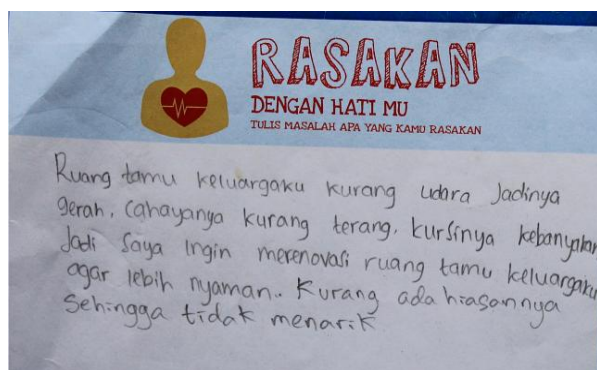 RASAKAN
DENGAN HATI MU
TULIS MASALAH APA YANG KAMU RASAKAN
Ruang tamu keluargaku kurang udara Jadinya
gerah, cahayanya kurang terang, kursinya kebanyakan
Jadi Saya Ingin merenovasi ruang tamu keluargaku
agar lebih nyaman.. Kurang ada hiasannya
sehingga tidak menarik